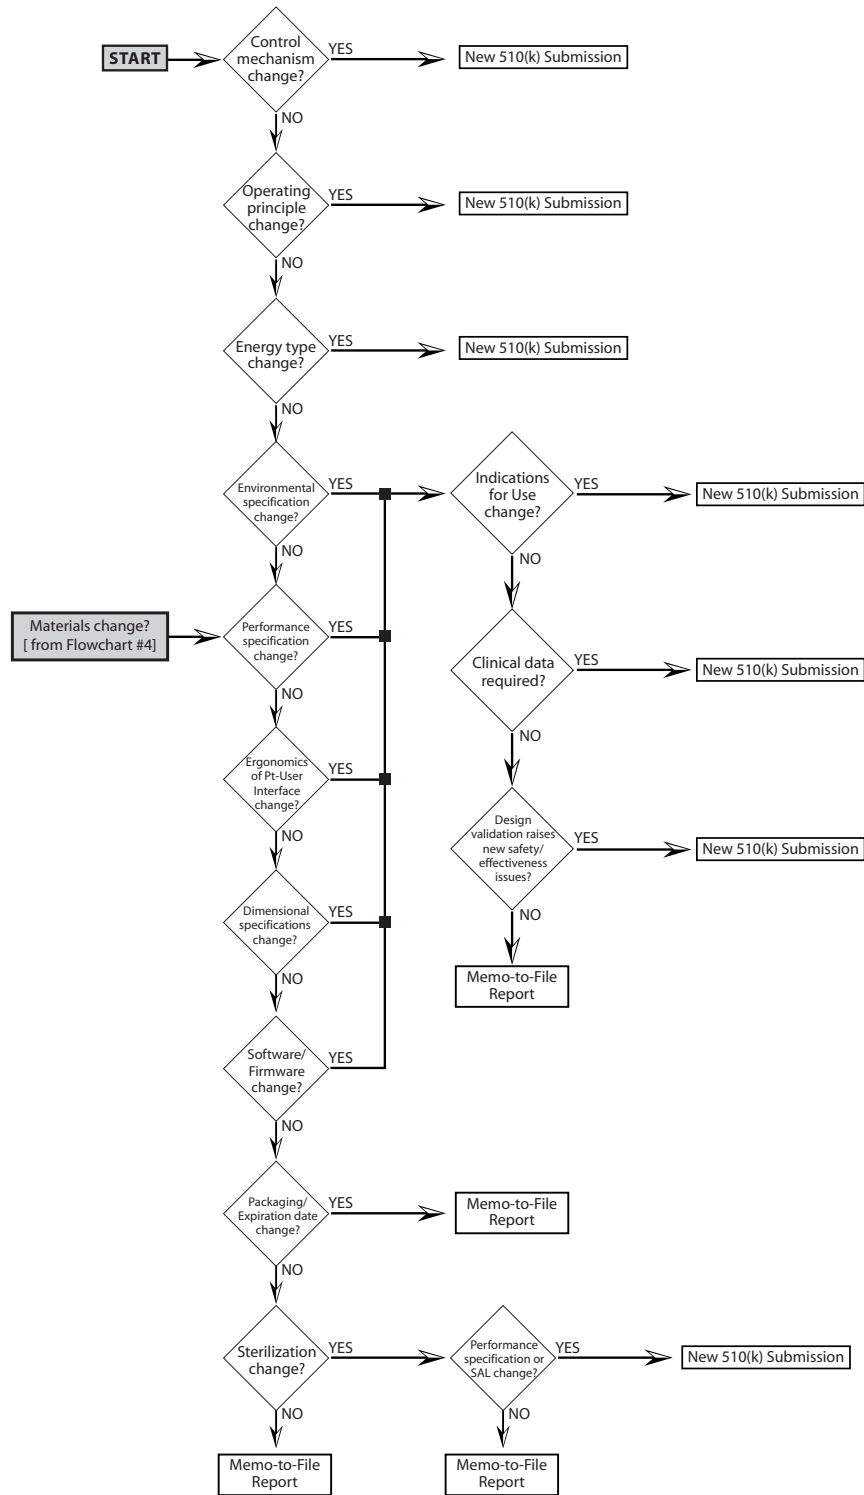 START
Control
mechanism
change?
YES
New 510(k) Submission
NO
Operating
principle
change?
YES
New 510(k) Submission
NO
Energy type
change?
YES
New 510(k) Submission
NO
Environmental
specification
change?
YES
Indications
for Use
change?
YES
New 510(k) Submission
NO
NO
Materials change?
[ from Flowchart #4]
Performance
specification
change?
YES
Clinical data
required?
YES
New 510(k) Submission
NO
NO
Ergonomics
of Pt-User
Interface
change?
YES
Design
validation raises
new safety/
effectiveness
issues?
YES
New 510(k) Submission
NO
NO
Dimensional
specifications
change?
YES
Memo-to-File
Report
NO
Software/
Firmware
change?
YES
NO
Packaging/
Expiration date
change?
YES
Memo-to-File
Report
NO
Sterilization
change?
YES
Performance
specification or
SAL change?
YES
New 510(k) Submission
NO
NO
Memo-to-File
Report
Memo-to-File
Report